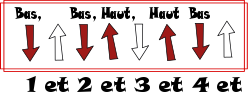 Bas, Bas, Haut, Haut Bas
1 et 2 et 3 et 4 et